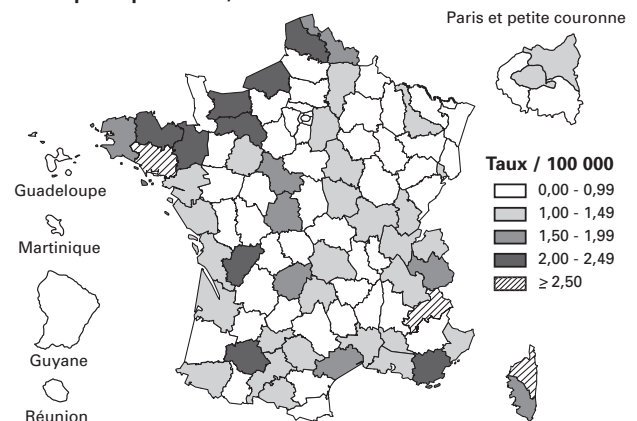 Paris et petite couronne
Taux / 100 000
0,00 - 0,99
1,00 - 1,49
1,50 - 1,99
2,00 - 2,49
≥ 2,50
Guadeloupe
Martinique
Guyane
Réunion